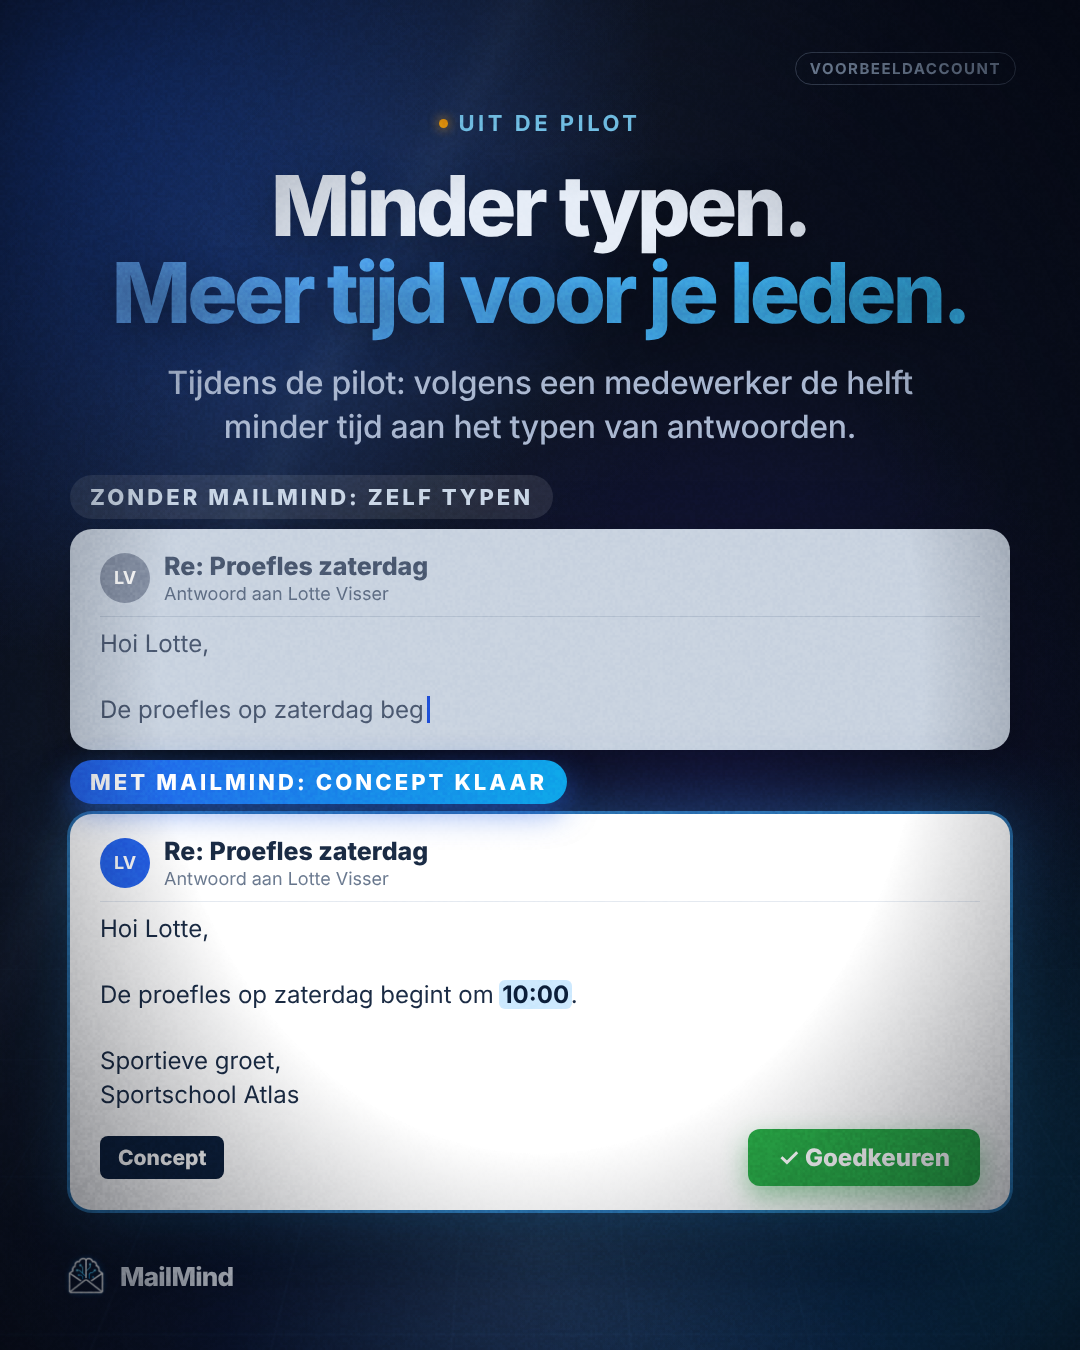 VOORBEELDACCOUNT
UIT DE PILOT
Minder typen.
Meer tijd voor je leden.
Tijdens de pilot: volgens een medewerker de helft
minder tijd aan het typen van antwoorden.
ZONDER MAILMIND: ZELF TYPEN
LV
Re: Proefles zaterdag
Antwoord aan Lotte Visser
Hoi Lotte,
De proefles op zaterdag beg
MET MAILMIND: CONCEPT KLAAR
LV
Re: Proefles zaterdag
Antwoord aan Lotte Visser
Hoi Lotte,
De proefles op zaterdag begint om 10:00.
Sportieve groet,
Sportschool Atlas
Concept
✓ Goedkeuren
MailMind